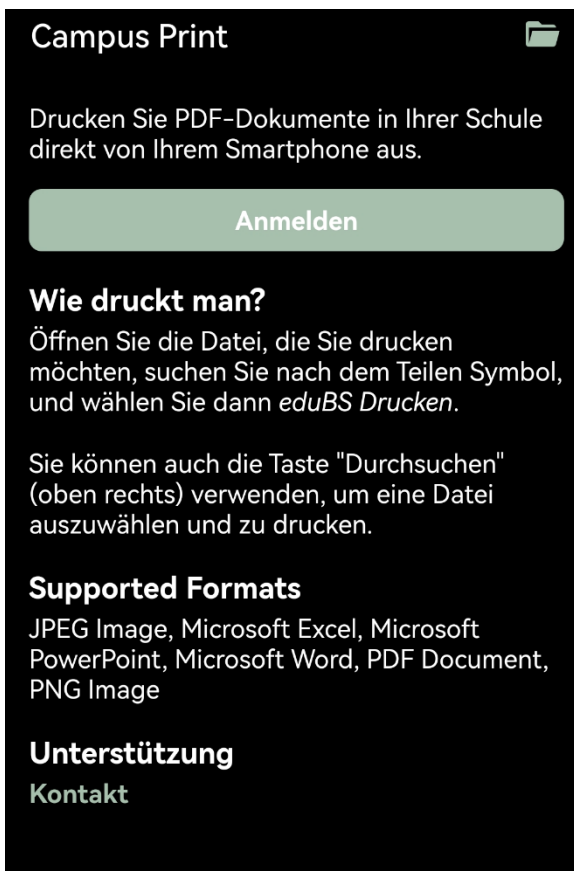 Campus Print
Drucken Sie PDF-Dokumente in Ihrer Schule
direkt von Ihrem Smartphone aus.
Anmelden
Wie druckt man?
Öffnen Sie die Datei, die Sie drucken
möchten, suchen Sie nach dem Teilen Symbol,
und wählen Sie dann eduBS Drucken.
Sie können auch die Taste "Durchsuchen"
(oben rechts) verwenden, um eine Datei
auszuwählen und zu drucken.
Supported Formats
JPEG Image, Microsoft Excel, Microsoft
PowerPoint, Microsoft Word, PDF Document,
PNG Image
Unterstützung
Kontakt